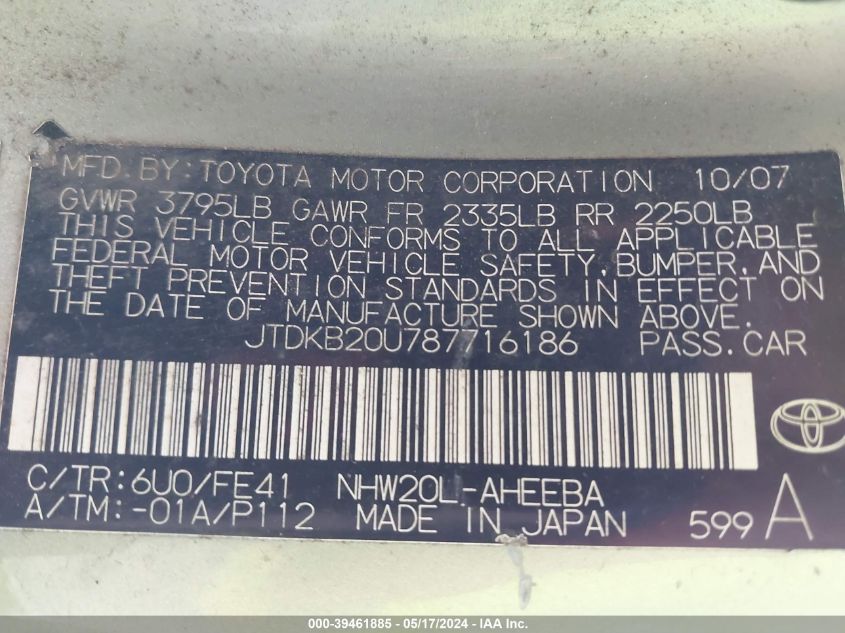 MFD. BY: TOYOTA MOTOR CORPORATION 10/07
GVWR 3795LB GAWR FR 2335LB RR 2250LB
THIS VEHICLE CONFORMS TO ALL APPLICABLE
FEDERAL MOTOR VEHICLE SAFETY, BUMPER, AND
THEFT PREVENTION STANDARDS IN EFFECT ON
THE DATE OF MANUFACTURE SHOWN ABOVE.
JTDKB20U787716186 PASS. CAR
C/TR: 6U0/FE41 NHW20L-AHEEBA
A/TM: -01A/P112 MADE IN JAPAN 599 A
000-39461885 - 05/17/2024 - IAA Inc.